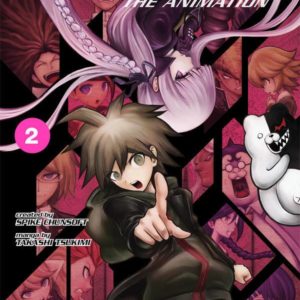 THE ANIMATION
2
created by
SPIKE CHUNSOFT
manga by
TAKASHI TSUKIMI